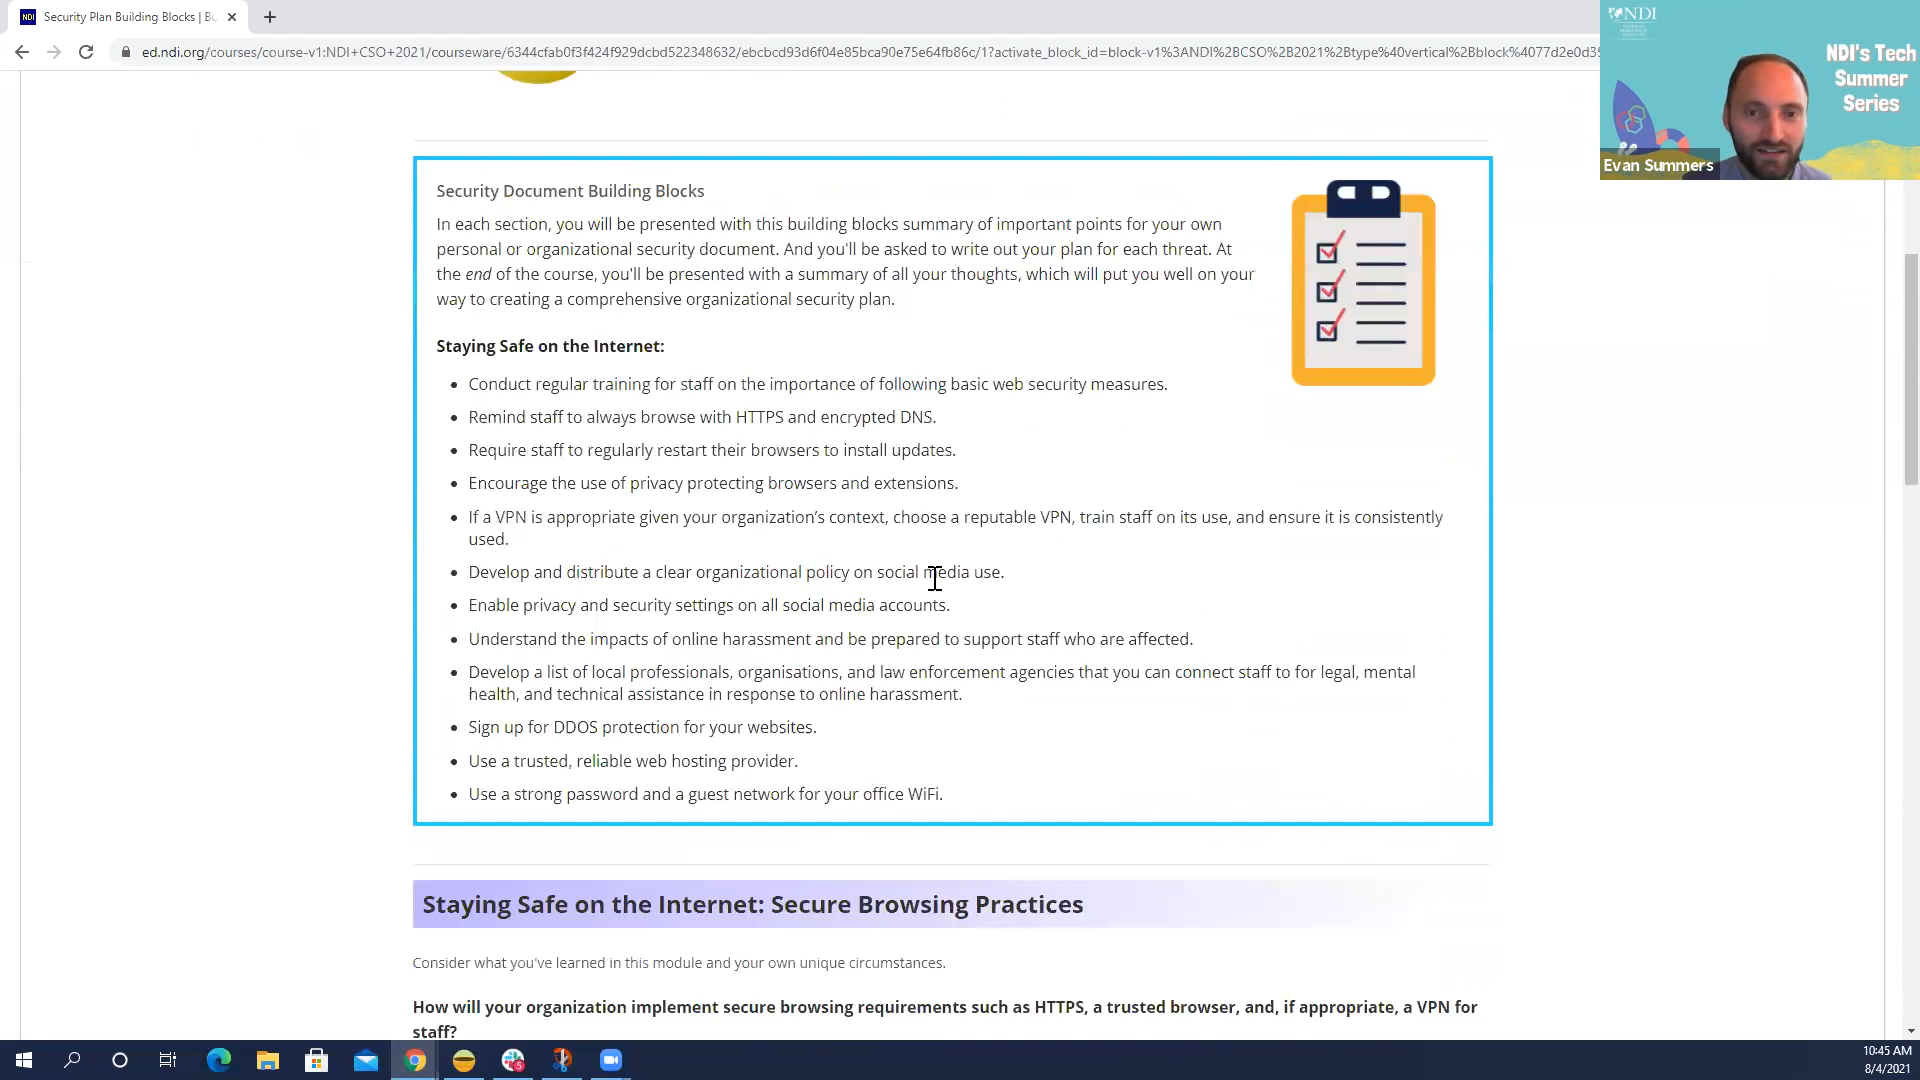 NDI Security Plan Building Blocks | Bu
ed.ndi.org/courses/course-v1:NDI+CSO+2021/courseware/6344cfab0f3f424f929dcbd522348632/ebcbcd93d6f04e85bca90e75e64fb86c/1?activate_block_id=block-v1%3ANDI%2BCSO%2B2021%2Btype%40vertical%2Bblock%4077d2e0d35
NDI
NDI's Tech
Summer
Series
Evan Summers
Security Document Building Blocks
In each section, you will be presented with this building blocks summary of important points for your own
personal or organizational security document. And you'll be asked to write out your plan for each threat. At
the end of the course, you'll be presented with a summary of all your thoughts, which will put you well on your
way to creating a comprehensive organizational security plan.
Staying Safe on the Internet:
• Conduct regular training for staff on the importance of following basic web security measures.
• Remind staff to always browse with HTTPS and encrypted DNS.
• Require staff to regularly restart their browsers to install updates.
• Encourage the use of privacy protecting browsers and extensions.
• If a VPN is appropriate given your organization’s context, choose a reputable VPN, train staff on its use, and ensure it is consistently
used.
• Develop and distribute a clear organizational policy on social media use.
• Enable privacy and security settings on all social media accounts.
• Understand the impacts of online harassment and be prepared to support staff who are affected.
• Develop a list of local professionals, organisations, and law enforcement agencies that you can connect staff to for legal, mental
health, and technical assistance in response to online harassment.
• Sign up for DDOS protection for your websites.
• Use a trusted, reliable web hosting provider.
• Use a strong password and a guest network for your office WiFi.
Staying Safe on the Internet: Secure Browsing Practices
Consider what you've learned in this module and your own unique circumstances.
How will your organization implement secure browsing requirements such as HTTPS, a trusted browser, and, if appropriate, a VPN for
staff?
10:45 AM
8/4/2021